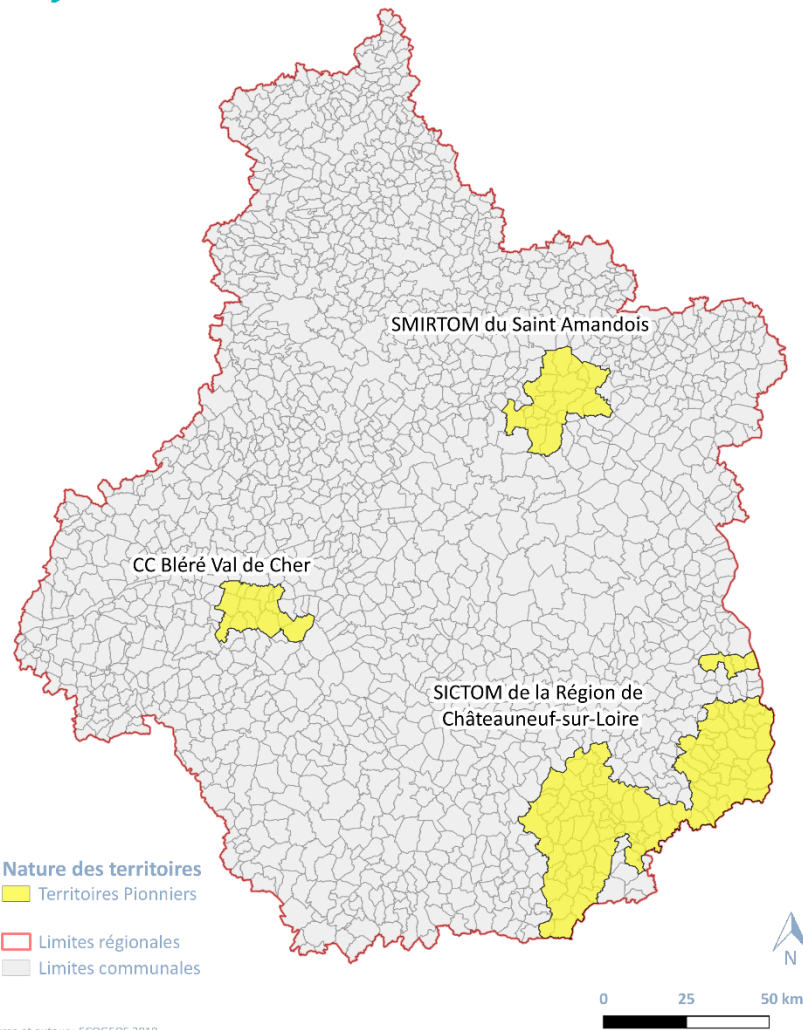 SMIRTOM du Saint Amandois
CC Bléré Val de Cher
SICTOM de la Région de
Châteauneuf-sur-Loire
Nature des territoires
Territoires Pionniers
Limites régionales
Limites communales
N
0 25 50 km